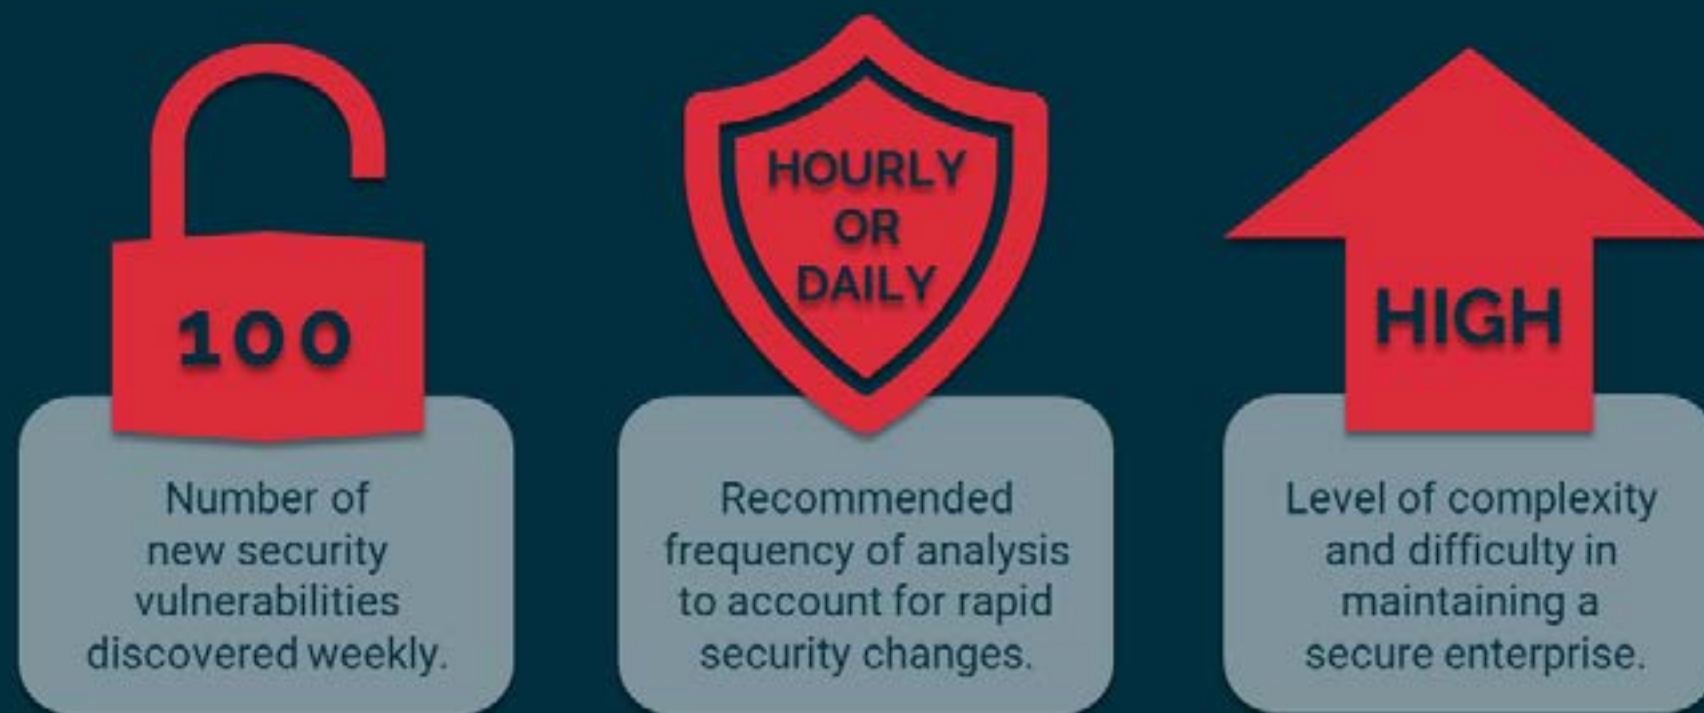 100
Number of
new security
vulnerabilities
discovered weekly.
HOURLY
OR
DAILY
Recommended
frequency of analysis
to account for rapid
security changes.
HIGH
Level of complexity
and difficulty in
maintaining a
secure enterprise.